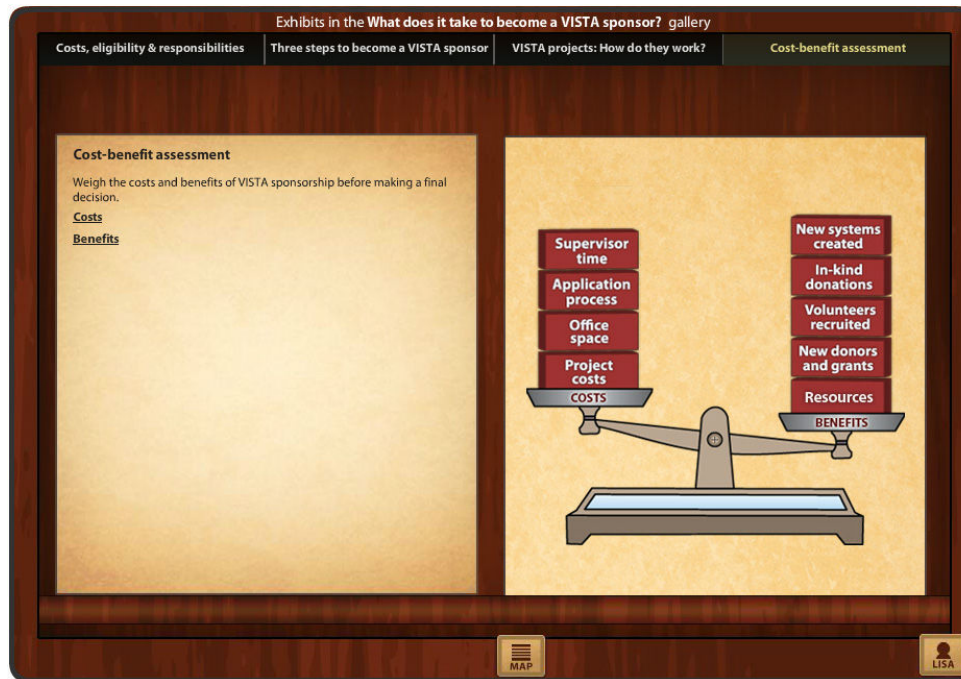 Exhibits in the What does it take to become a VISTA sponsor? gallery
Costs, eligibility & responsibilities
Three steps to become a VISTA sponsor
VISTA projects: How do they work?
Cost-benefit assessment
Cost-benefit assessment
Weigh the costs and benefits of VISTA sponsorship before making a final
decision.
Costs
Benefits
Supervisor
time
Application
process
Office
space
Project
costs
COSTS
New systems
created
In-kind
donations
Volunteers
recruited
New donors
and grants
Resources
BENEFITS
MAP
LISA